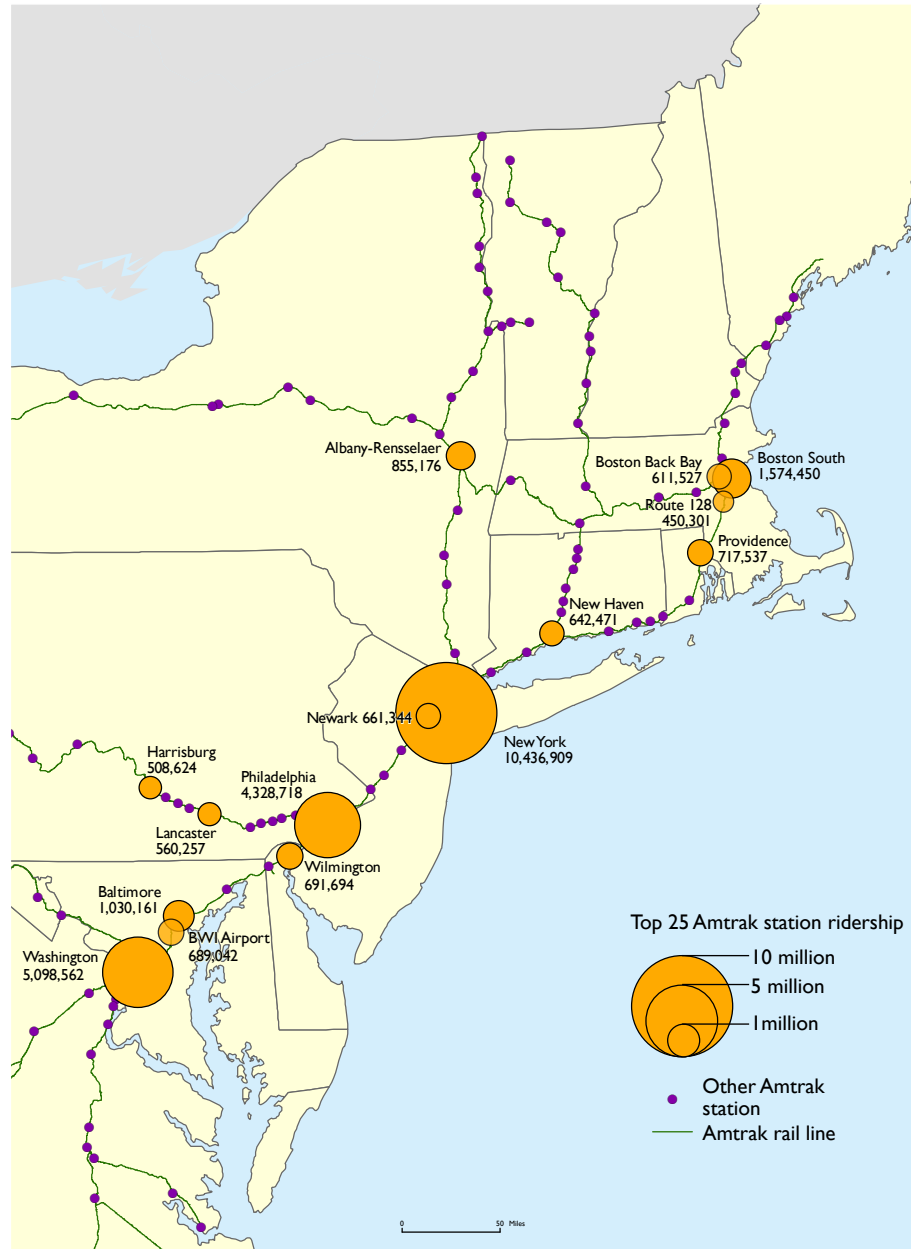 Albany-Rensselaer
855,176
Boston Back Bay
611,527
Boston South
1,574,450
Route 128
450,301
Providence
717,537
New Haven
642,471
Newark 661,344
New York
10,436,909
Harrisburg
508,624
Philadelphia
4,328,718
Lancaster
560,257
Wilmington
691,694
Baltimore
1,030,161
BWI Airport
689,042
Washington
5,098,562
Top 25 Amtrak station ridership
10 million
5 million
1million
Other Amtrak
station
Amtrak rail line
0 50 Miles